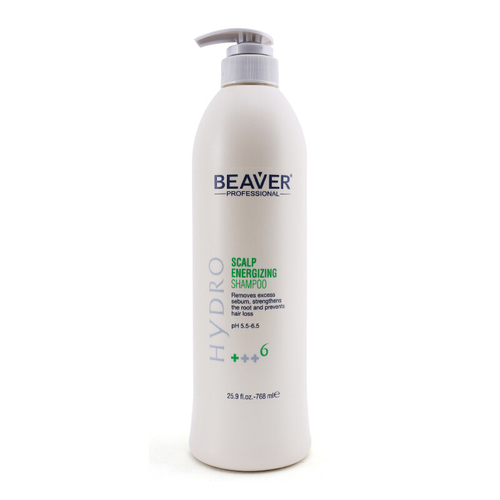 BEAVER®
PROFESSIONAL
HYDRO
SCALP
ENERGIZING
SHAMPOO
Removes excess
sebum, strengthens
the root and prevents
hair loss
pH 5.5-6.5
+++6
25.9 fl.oz.-768 ml℮